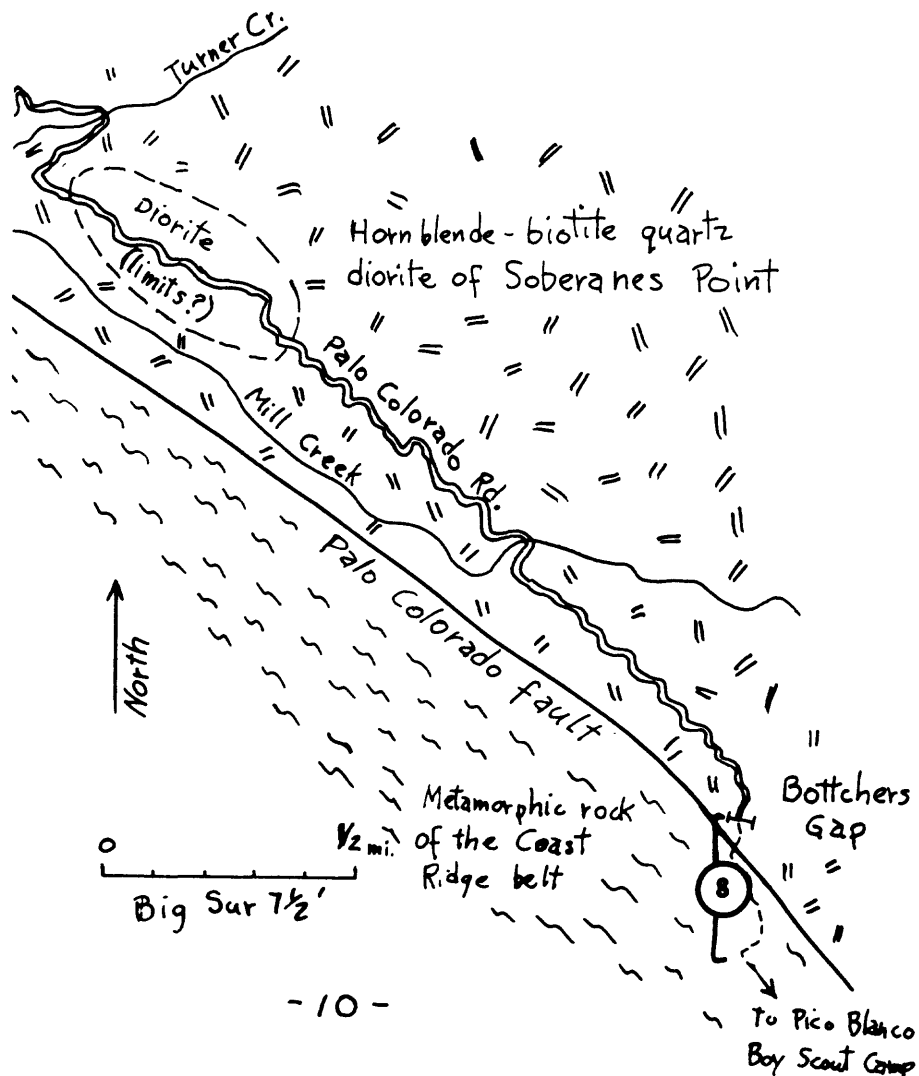 Turner Cr.
Diorite
(limits?)
Hornblende-biotite quartz
diorite of Soberanes Point
Palo Colorado Rd.
Mill Creek
Palo Colorado fault
North
Metamorphic rock
of the Coast
Ridge belt
Bottchers
Gap
0
1/2 mi.
Big Sur 7½'
8
-10-
To Pico Blanco
Boy Scout Camp